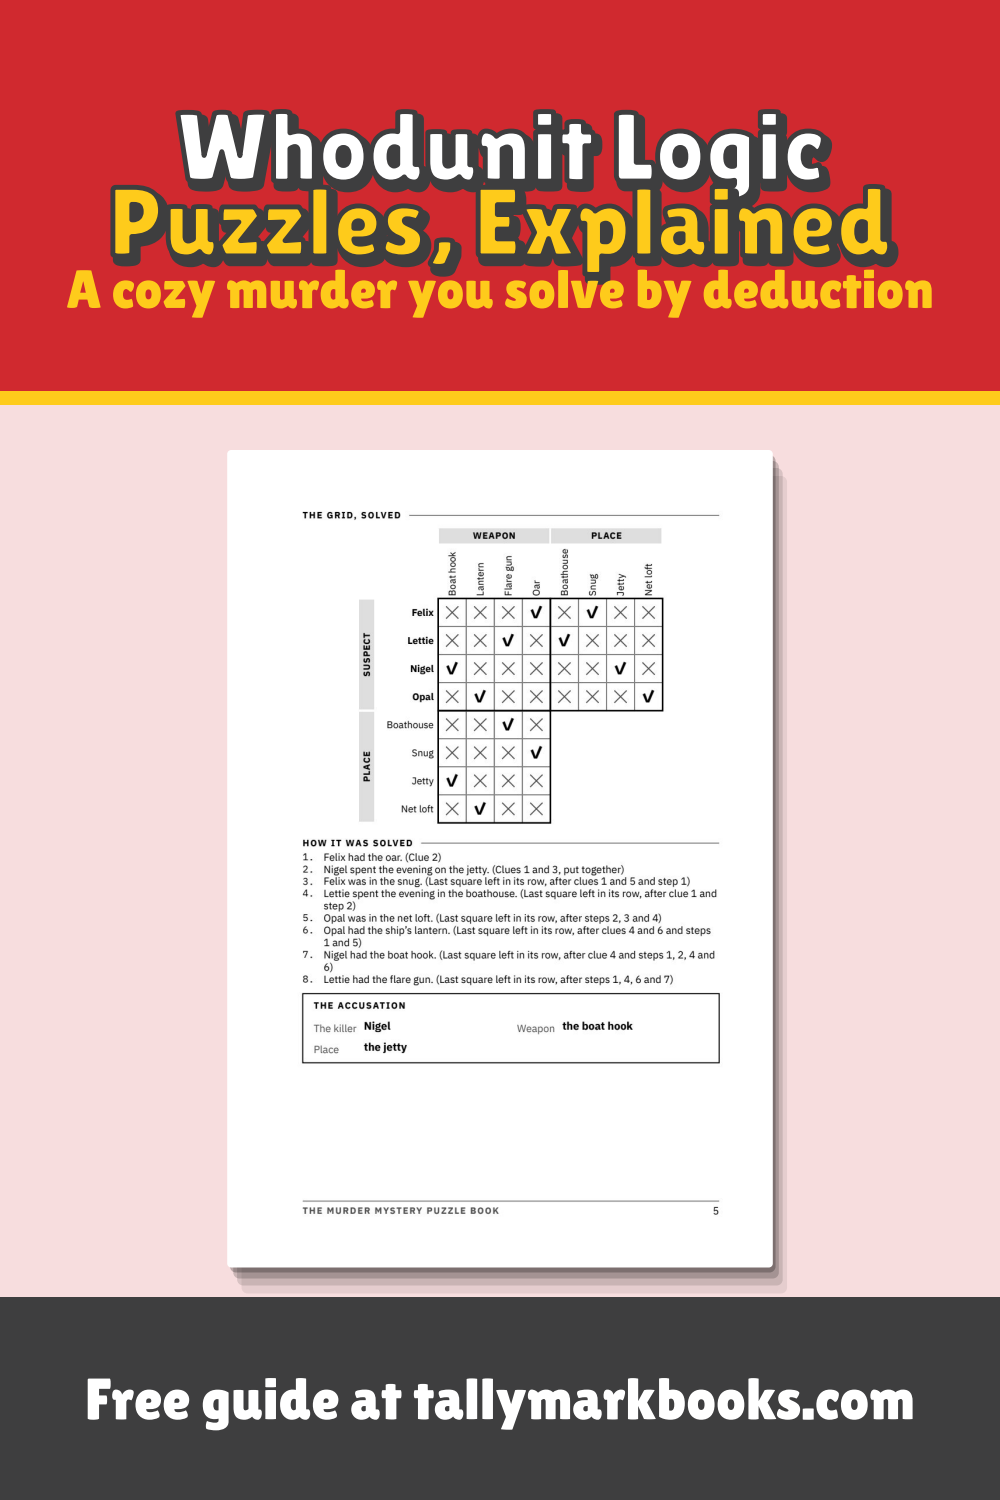 Whodunit Logic
Puzzles, Explained
A cozy murder you solve by deduction
THE GRID, SOLVED
WEAPON PLACE
Boat hook Lantern Flare gun Oar Boathouse Snug Jetty Net loft
SUSPECT
Felix
Lettie
Nigel
Opal
PLACE
Boathouse
Snug
Jetty
Net loft
HOW IT WAS SOLVED
1. Felix had the oar. (Clue 2)
2. Nigel spent the evening on the jetty. (Clues 1 and 3, put together)
3. Felix was in the snug. (Last square left in its row, after clues 1 and 5 and step 1)
4. Lettie spent the evening in the boathouse. (Last square left in its row, after clue 1 and
step 2)
5. Opal was in the net loft. (Last square left in its row, after steps 2, 3 and 4)
6. Opal had the ship's lantern. (Last square left in its row, after clues 4 and 6 and steps
1 and 5)
7. Nigel had the boat hook. (Last square left in its row, after clue 4 and steps 1, 2, 4 and
6)
8. Lettie had the flare gun. (Last square left in its row, after steps 1, 4, 6 and 7)
THE ACCUSATION
The killer Nigel Weapon the boat hook
Place the jetty
THE MURDER MYSTERY PUZZLE BOOK 5
Free guide at tallymarkbooks.com